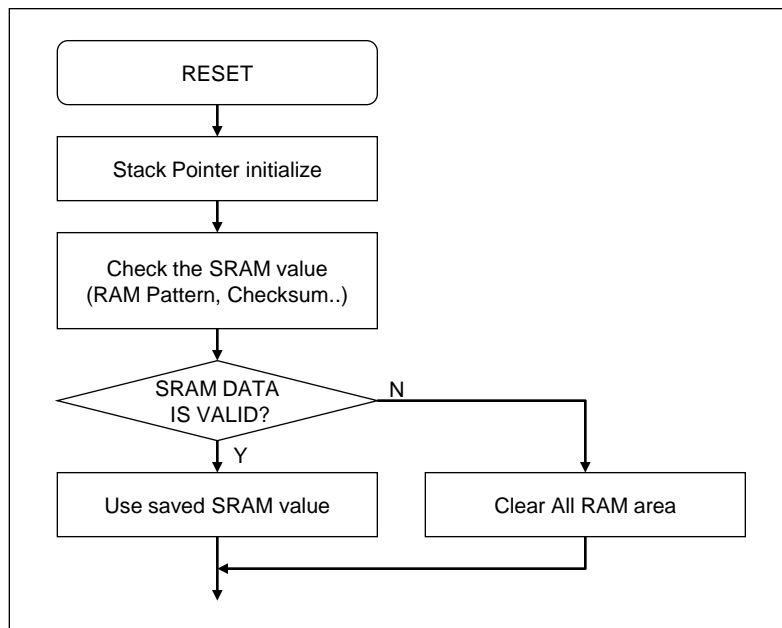 RESET
Stack Pointer initialize
Check the SRAM value
(RAM Pattern, Checksum..)
SRAM DATA
IS VALID?
N
Y
Use saved SRAM value
Clear All RAM area